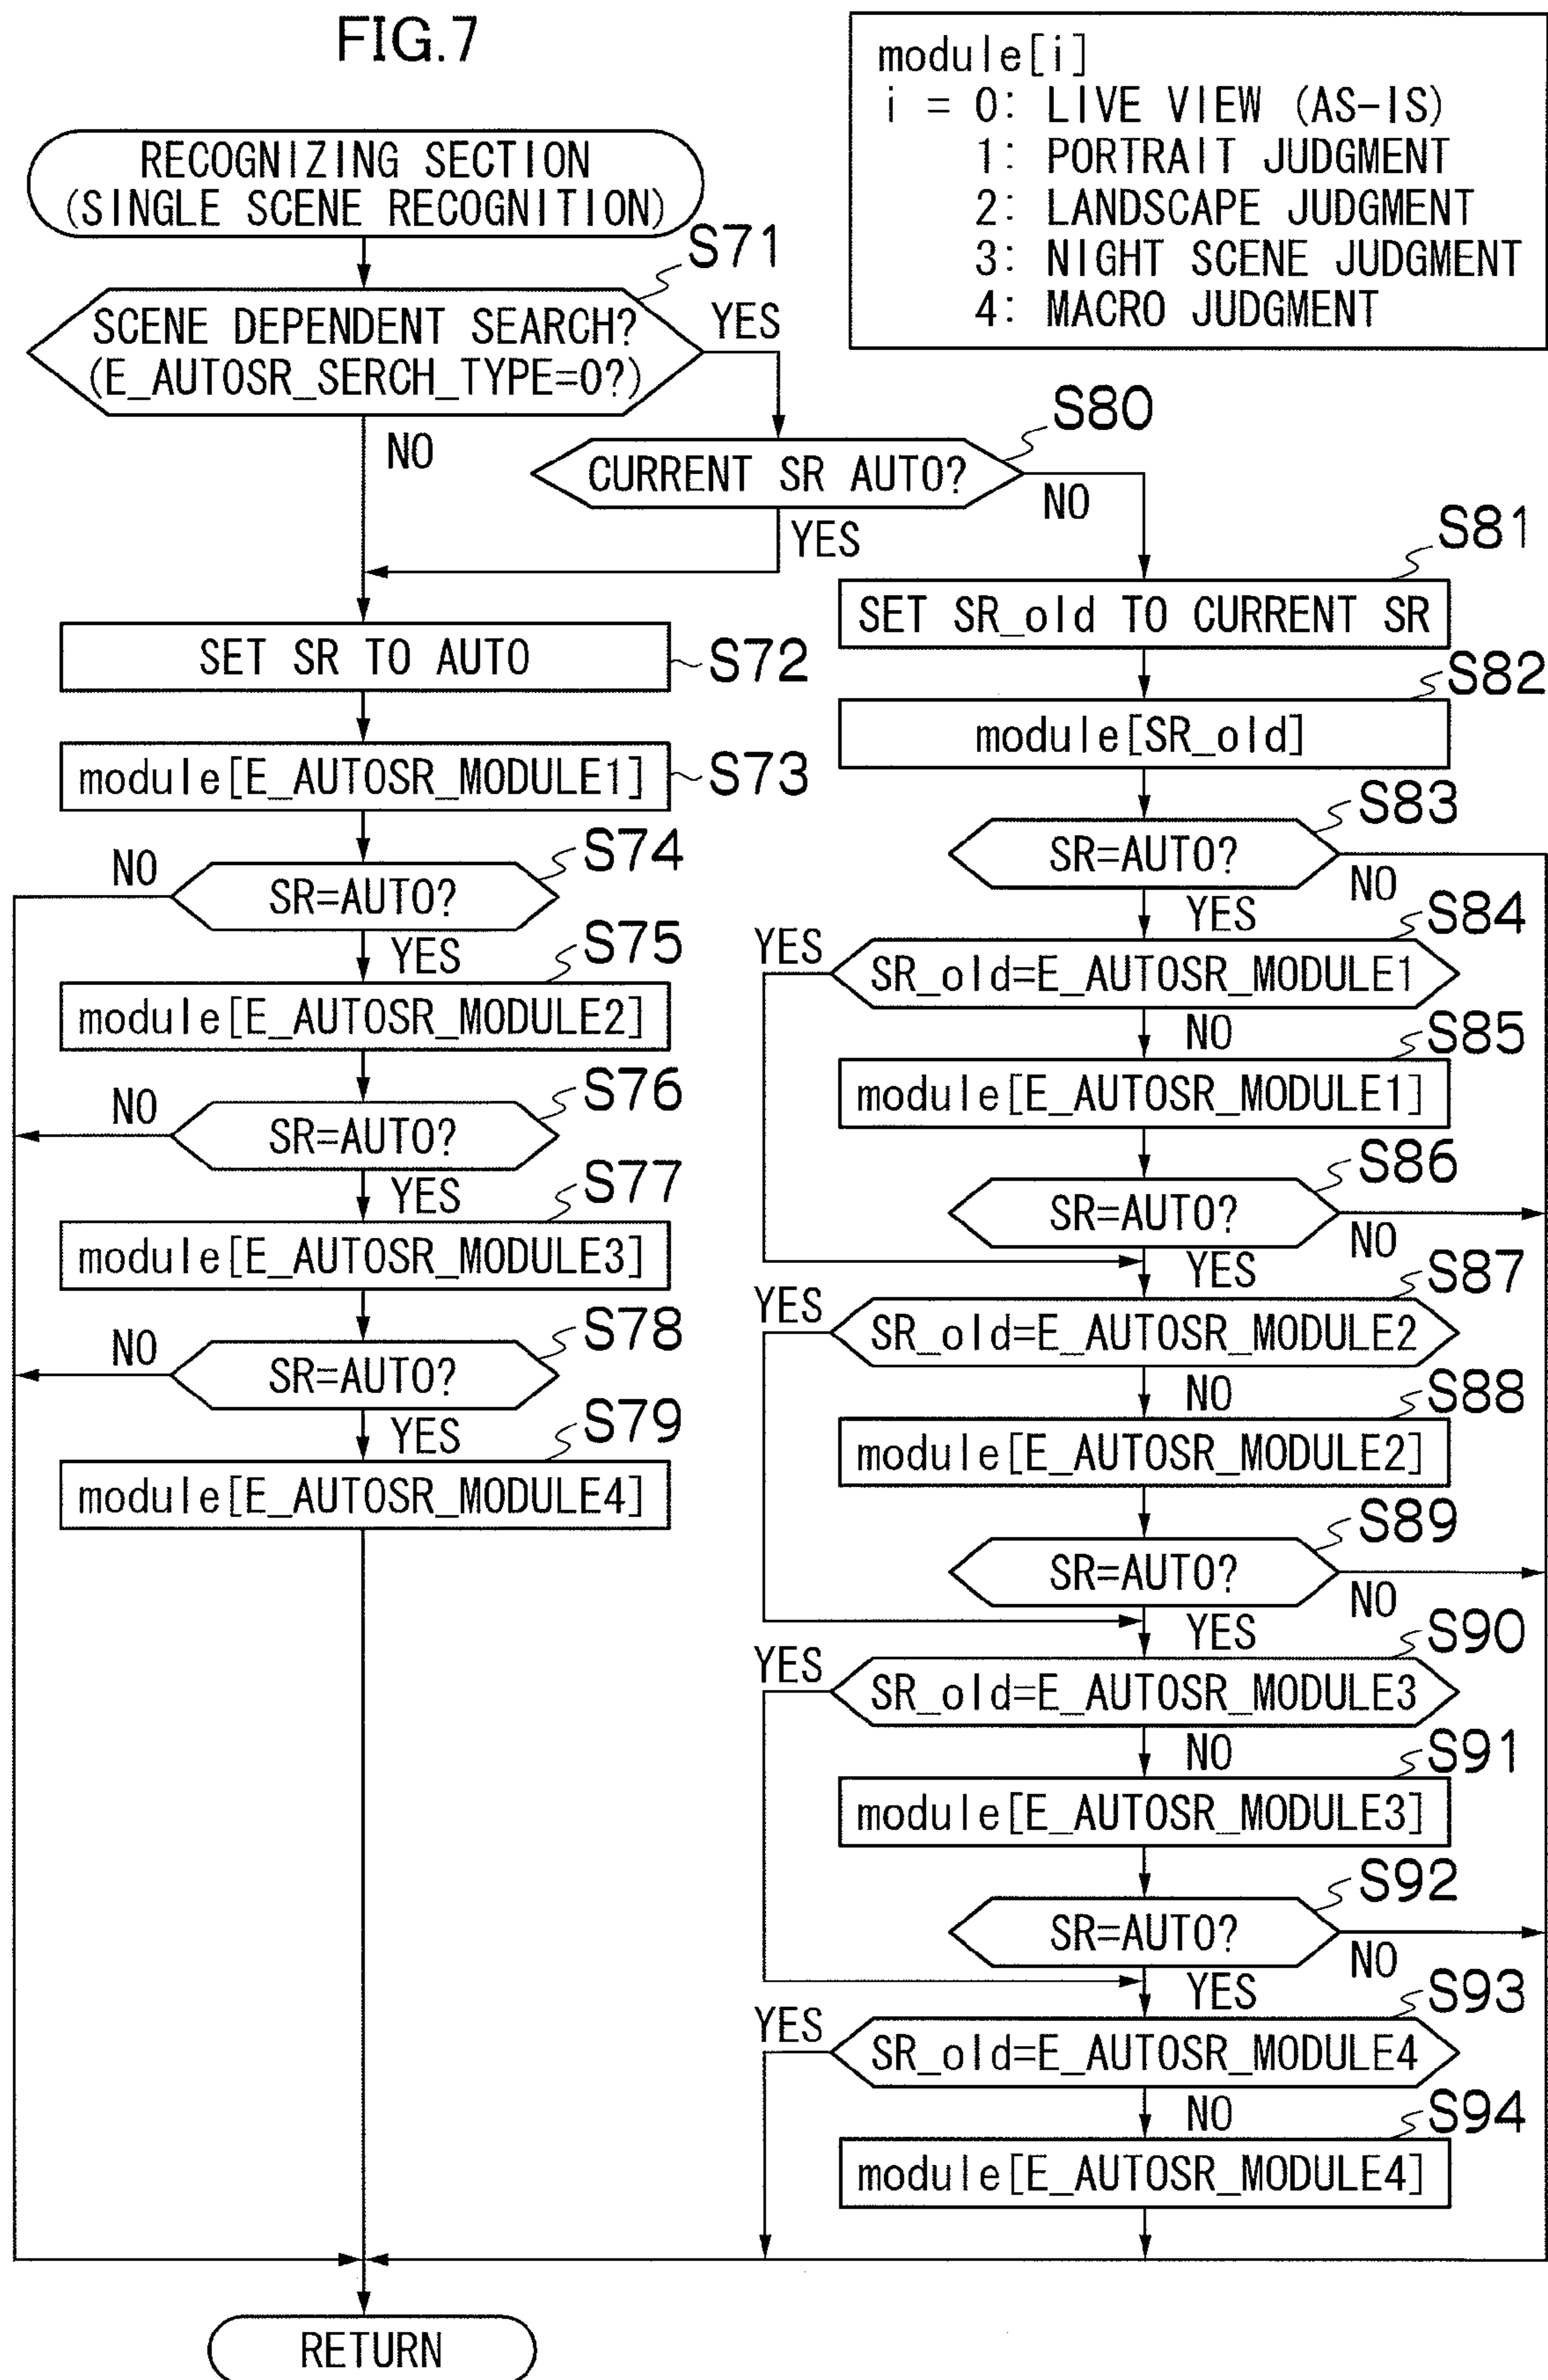 FIG.7
module[i]
i = 0: LIVE VIEW (AS-IS)
1: PORTRAIT JUDGMENT
2: LANDSCAPE JUDGMENT
3: NIGHT SCENE JUDGMENT
4: MACRO JUDGMENT
RECOGNIZING SECTION
(SINGLE SCENE RECOGNITION)
S71
SCENE DEPENDENT SEARCH?
(E_AUTOSR_SERCH_TYPE=0?)
YES
NO
S80
CURRENT SR AUTO?
NO
YES
SET SR TO AUTO
S72
module[E_AUTOSR_MODULE1]
S73
S74
SR=AUTO?
NO
YES
S75
module[E_AUTOSR_MODULE2]
S76
SR=AUTO?
NO
YES
S77
module[E_AUTOSR_MODULE3]
S78
SR=AUTO?
NO
YES
S79
module[E_AUTOSR_MODULE4]
S81
SET SR_old TO CURRENT SR
S82
module[SR_old]
S83
SR=AUTO?
NO
YES
S84
YES
SR_old=E_AUTOSR_MODULE1
NO
S85
module[E_AUTOSR_MODULE1]
S86
SR=AUTO?
NO
YES
S87
YES
SR_old=E_AUTOSR_MODULE2
NO
S88
module[E_AUTOSR_MODULE2]
S89
SR=AUTO?
NO
YES
S90
YES
SR_old=E_AUTOSR_MODULE3
NO
S91
module[E_AUTOSR_MODULE3]
S92
SR=AUTO?
NO
YES
S93
YES
SR_old=E_AUTOSR_MODULE4
NO
S94
module[E_AUTOSR_MODULE4]
RETURN